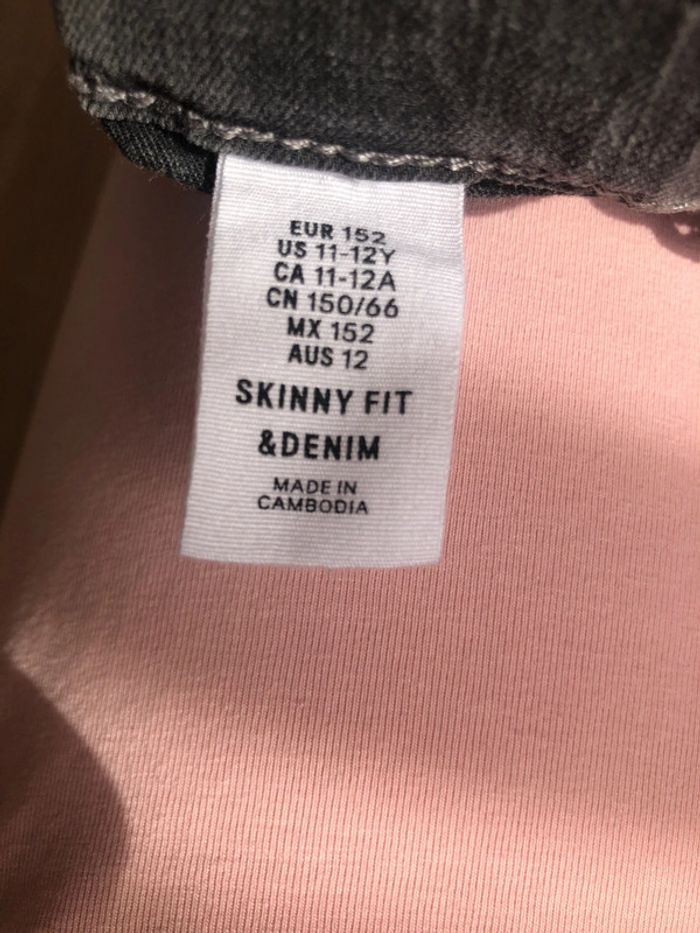 EUR 152
US 11-12Y
CA 11-12A
CN 150/66
MX 152
AUS 12
SKINNY FIT
&DENIM
MADE IN
CAMBODIA